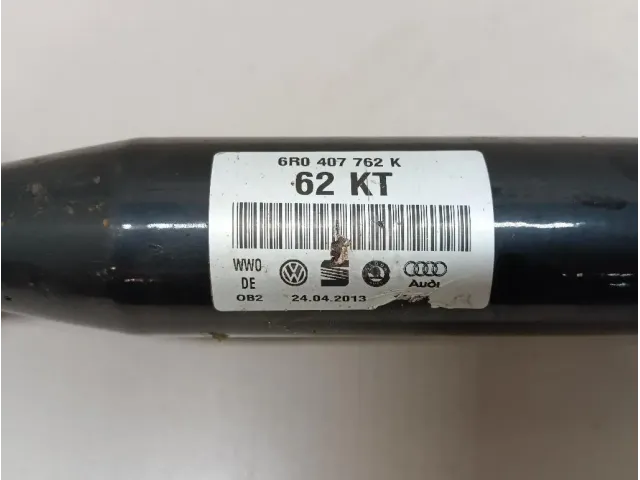 6R0 407 762 K
62 KT
WWO
DE
Audi
OB2 24.04.2013